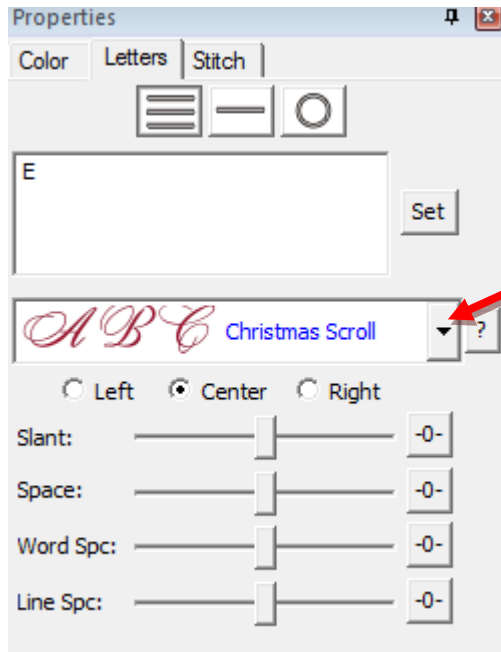 Properties
Color Letters Stitch
E
Set
A B C Christmas Scroll ?
Left Center Right
Slant: -0-
Space: -0-
Word Spc: -0-
Line Spc: -0-